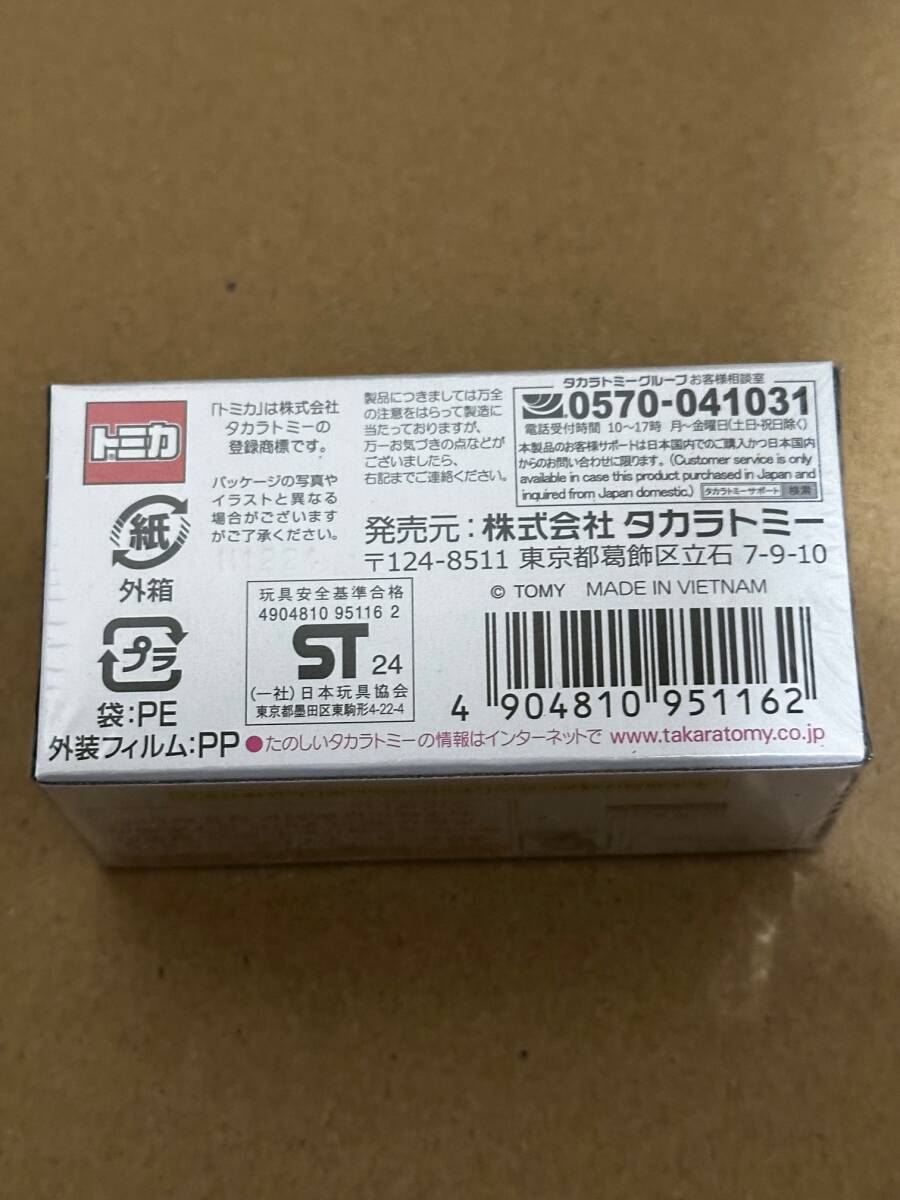 トミカ
「トミカ」は株式会社
タカラトミーの
登録商標です。
パッケージの写真や
イラストと異なる
場合がございます
がご了承ください。
製品につきましては万全
の注意をはらって製造に
当たっておりますが、
万一お気づきの点などが
ございましたら、
右記までご連絡ください。
タカラトミーグループ お客様相談室
0570-041031
電話受付時間 10〜17時 月〜金曜日(土日・祝日除く)
本製品のお客様サポートは日本国内でのご購入かつ日本国内
からのお問い合わせに限ります。(Customer service is only
available in case this product purchased in Japan and
inquired from Japan domestic.) タカラトミーサポート 検索
発売元:株式会社 タカラトミー
〒124-8511 東京都葛飾区立石 7-9-10
© TOMY MADE IN VIETNAM
紙
外箱
プラ
袋:PE
外装フィルム:PP
玩具安全基準合格
4904810 95116 2
ST 24
(一社)日本玩具協会
東京都墨田区東駒形4-22-4
4 904810 951162
●たのしいタカラトミーの情報はインターネットで www.takaratomy.co.jp